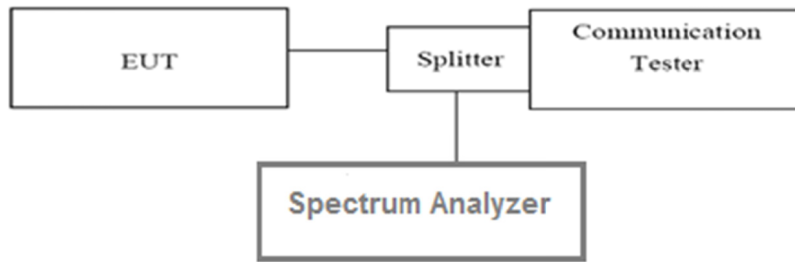 EUT
Splitter
Communication
Tester
Spectrum Analyzer